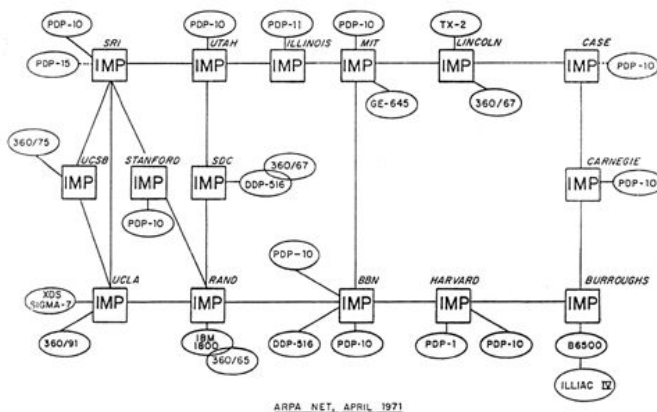 PDP-10
PDP-10
PDP-11
PDP-10
TX-2
SRI
UTAH
ILLINOIS
MIT
LINCOLN
CASE
PDP-15
IMP
IMP
IMP
IMP
IMP
IMP
PDP-10
GE-645
360/67
360/75
UCSB
STANFORD
SDC
360/67
CARNEGIE
IMP
IMP
IMP
DDP-516
IMP
PDP-10
PDP-10
PDP-10
UCLA
RAND
BBN
HARVARD
BURROUGHS
XDS
SIGMA-7
IMP
IMP
IMP
IMP
IMP
360/91
IBM
1800
360/65
DDP-516
PDP-10
PDP-1
PDP-10
B6500
ILLIAC IV
ARPA NET, APRIL 1971